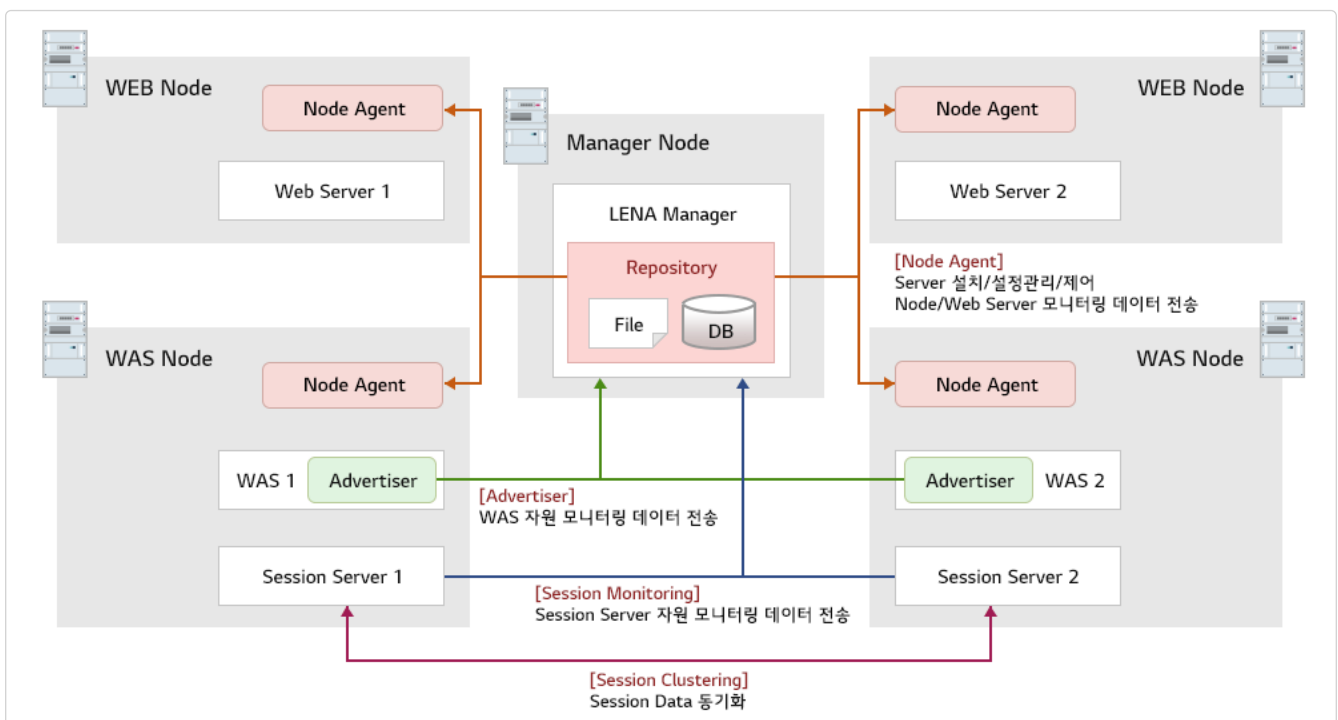 WEB Node
Node Agent
Web Server 1
Manager Node
LENA Manager
Repository
File
DB
WEB Node
Node Agent
Web Server 2
[Node Agent]
Server 설치/설정관리/제어
Node/Web Server 모니터링 데이터 전송
WAS Node
Node Agent
WAS 1
Advertiser
Session Server 1
[Advertiser]
WAS 자원 모니터링 데이터 전송
[Session Monitoring]
Session Server 자원 모니터링 데이터 전송
WAS Node
Node Agent
Advertiser
WAS 2
Session Server 2
[Session Clustering]
Session Data 동기화